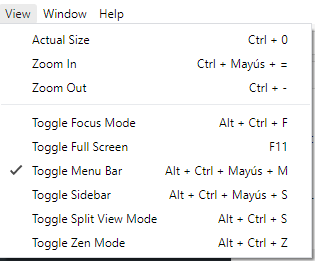 View Window Help
Actual Size Ctrl + 0
Zoom In Ctrl + Mayús + =
Zoom Out Ctrl + -
Toggle Focus Mode Alt + Ctrl + F
Toggle Full Screen F11
Toggle Menu Bar Alt + Ctrl + Mayús + M
Toggle Sidebar Alt + Ctrl + Mayús + S
Toggle Split View Mode Alt + Ctrl + S
Toggle Zen Mode Alt + Ctrl + Z